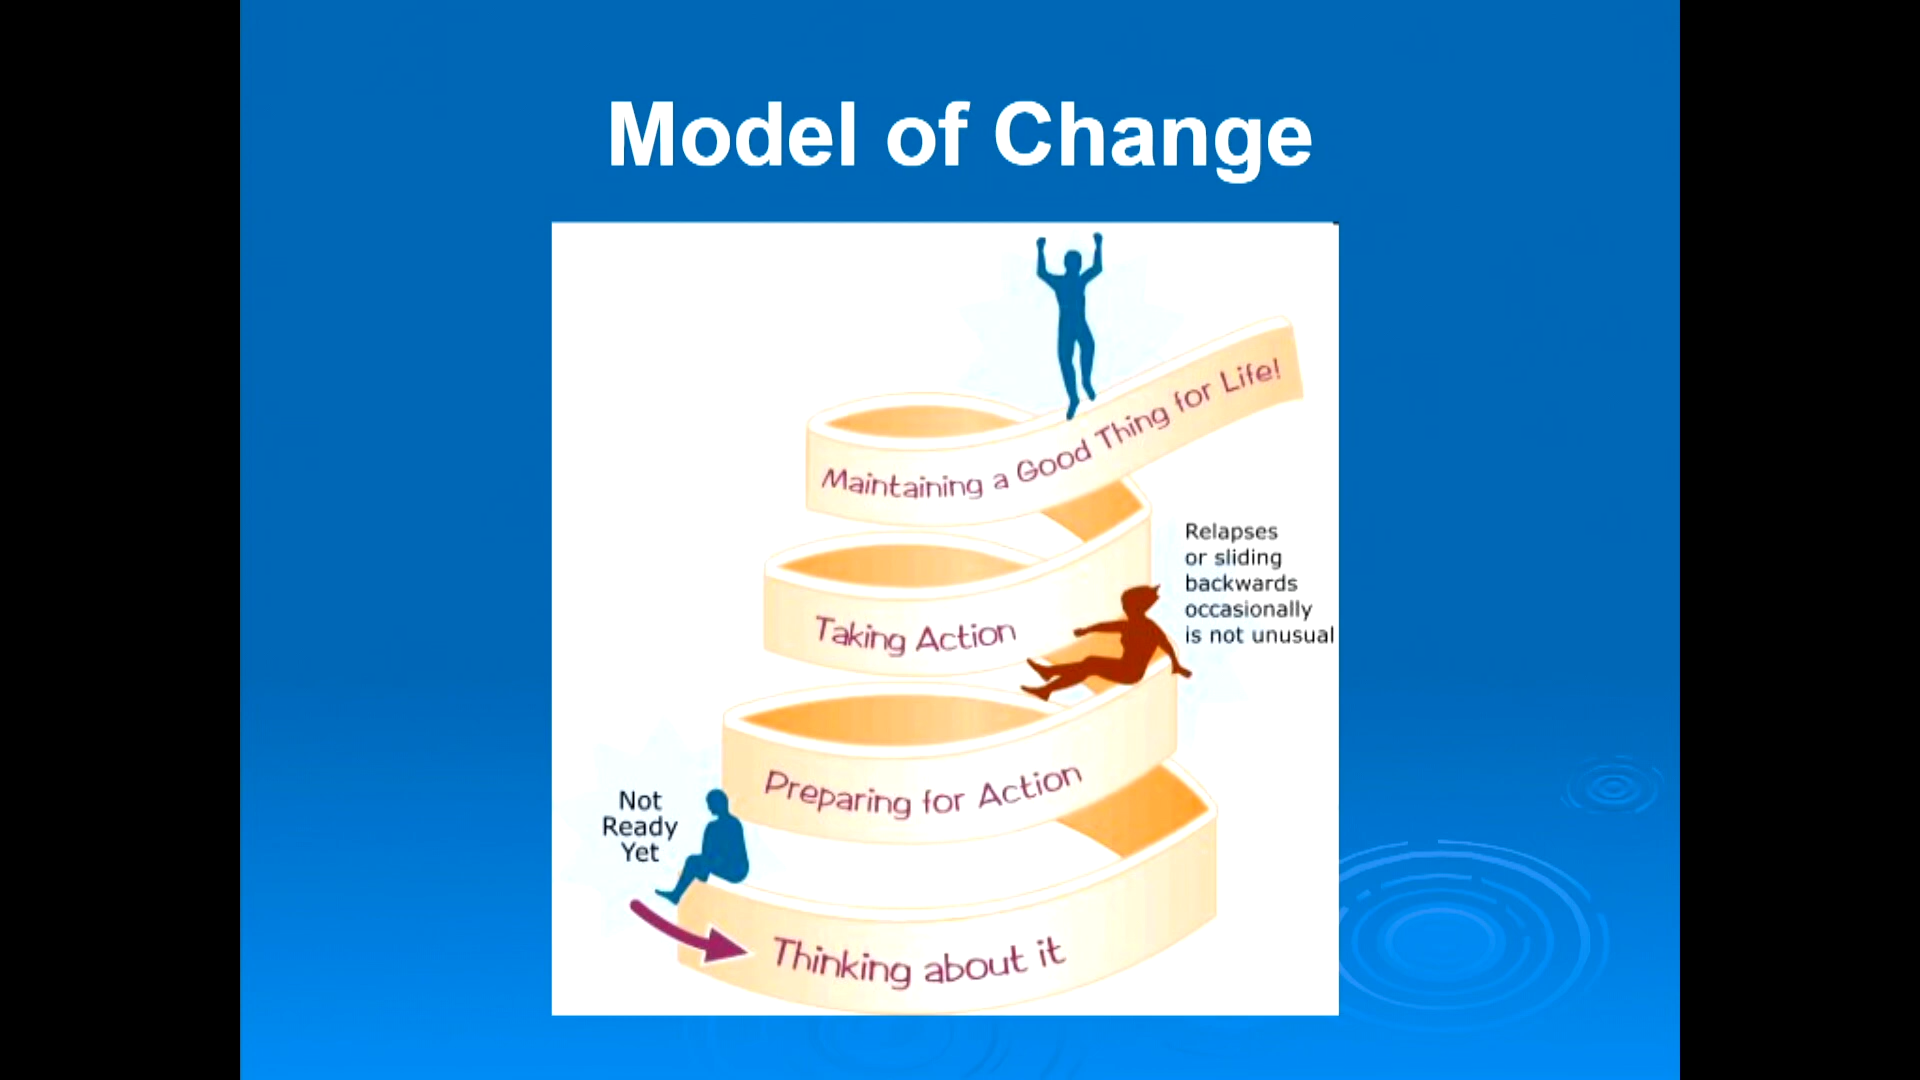 Model of Change
Maintaining a Good Thing for Life!
Relapses
or sliding
backwards
occasionally
is not unusual
Taking Action
Preparing for Action
Not
Ready
Yet
Thinking about it